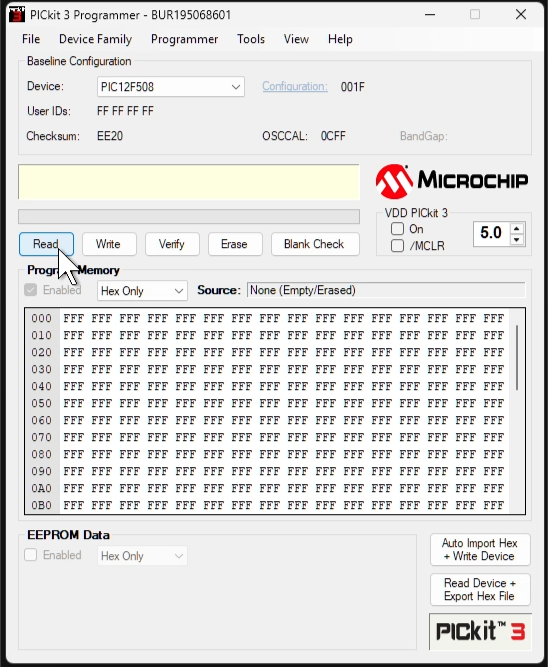 PICkit 3 Programmer - BUR195068601
File Device Family Programmer Tools View Help
Baseline Configuration
Device: PIC12F508 Configuration: 001F
User IDs: FF FF FF FF
Checksum: EE20 OSCCAL: 0CFF BandGap:
MICROCHIP
VDD PICkit 3
On
/MCLR
5.0
Read Write Verify Erase Blank Check
Memory
Enabled Hex Only Source: None (Empty/Erased)
000 FFF FFF FFF FFF FFF FFF FFF FFF FFF FFF FFF FFF FFF FFF FFF FFF
010 FFF FFF FFF FFF FFF FFF FFF FFF FFF FFF FFF FFF FFF FFF FFF FFF
020 FFF FFF FFF FFF FFF FFF FFF FFF FFF FFF FFF FFF FFF FFF FFF FFF
030 FFF FFF FFF FFF FFF FFF FFF FFF FFF FFF FFF FFF FFF FFF FFF FFF
040 FFF FFF FFF FFF FFF FFF FFF FFF FFF FFF FFF FFF FFF FFF FFF FFF
050 FFF FFF FFF FFF FFF FFF FFF FFF FFF FFF FFF FFF FFF FFF FFF FFF
060 FFF FFF FFF FFF FFF FFF FFF FFF FFF FFF FFF FFF FFF FFF FFF FFF
070 FFF FFF FFF FFF FFF FFF FFF FFF FFF FFF FFF FFF FFF FFF FFF FFF
080 FFF FFF FFF FFF FFF FFF FFF FFF FFF FFF FFF FFF FFF FFF FFF FFF
090 FFF FFF FFF FFF FFF FFF FFF FFF FFF FFF FFF FFF FFF FFF FFF FFF
0A0 FFF FFF FFF FFF FFF FFF FFF FFF FFF FFF FFF FFF FFF FFF FFF FFF
0B0 FFF FFF FFF FFF FFF FFF FFF FFF FFF FFF FFF FFF FFF FFF FFF FFF
EEPROM Data
Enabled Hex Only
Auto Import Hex
+ Write Device
Read Device +
Export Hex File
PICkit™ 3